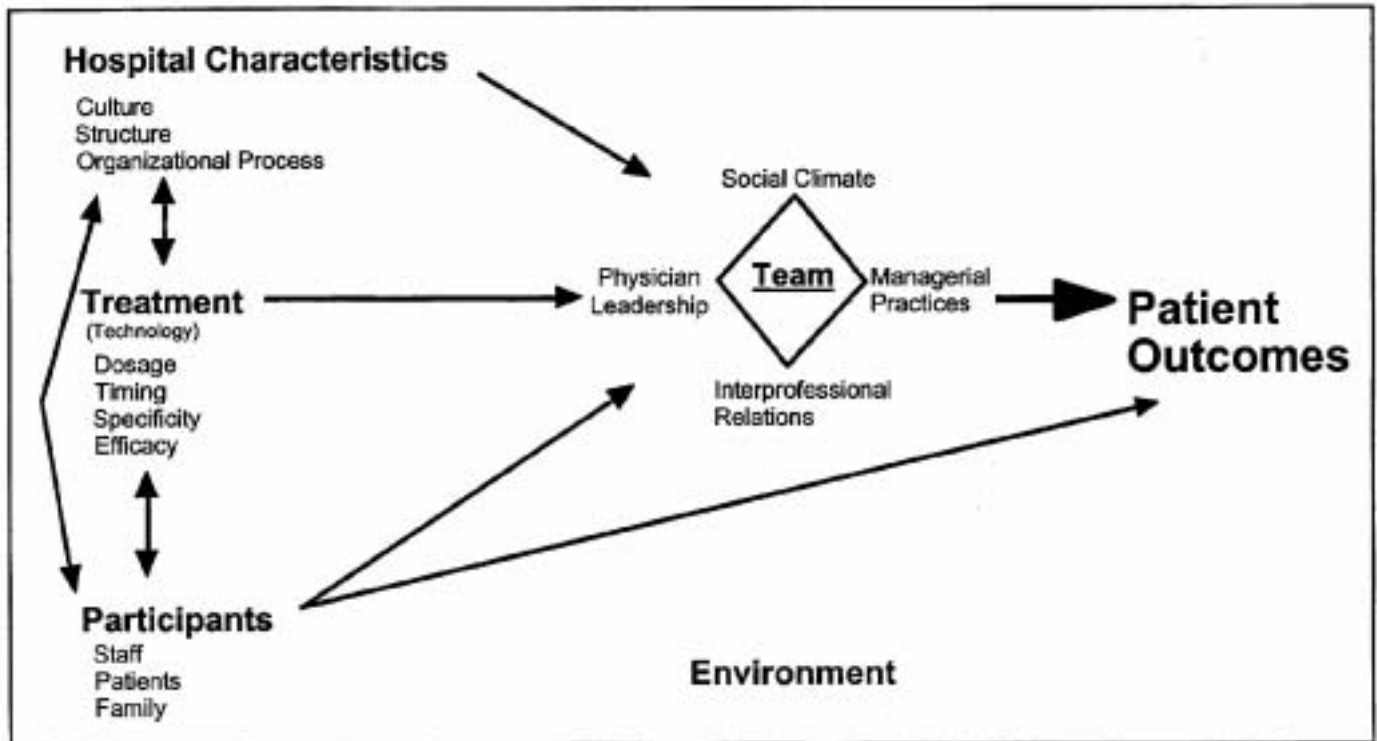 Hospital Characteristics
Culture
Structure
Organizational Process
Treatment
(Technology)
Dosage
Timing
Specificity
Efficacy
Participants
Staff
Patients
Family
Social Climate
Physician
Leadership
Team
Managerial
Practices
Interprofessional
Relations
Patient
Outcomes
Environment